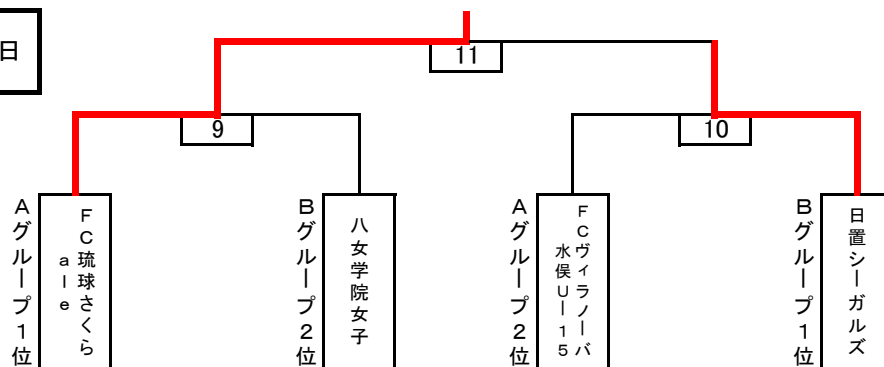 日
11
9
10
Aグループ1位
FC琉球さくら
ale
Bグループ2位
八女学院女子
Aグループ2位
FCヴィラノーバ
水俣U－15
Bグループ1位
日置シーガルズ